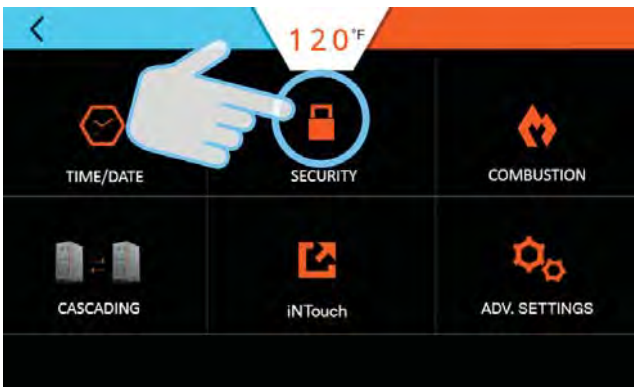 120°F
TIME/DATE
SECURITY
COMBUSTION
CASCADING
iNTouch
ADV. SETTINGS